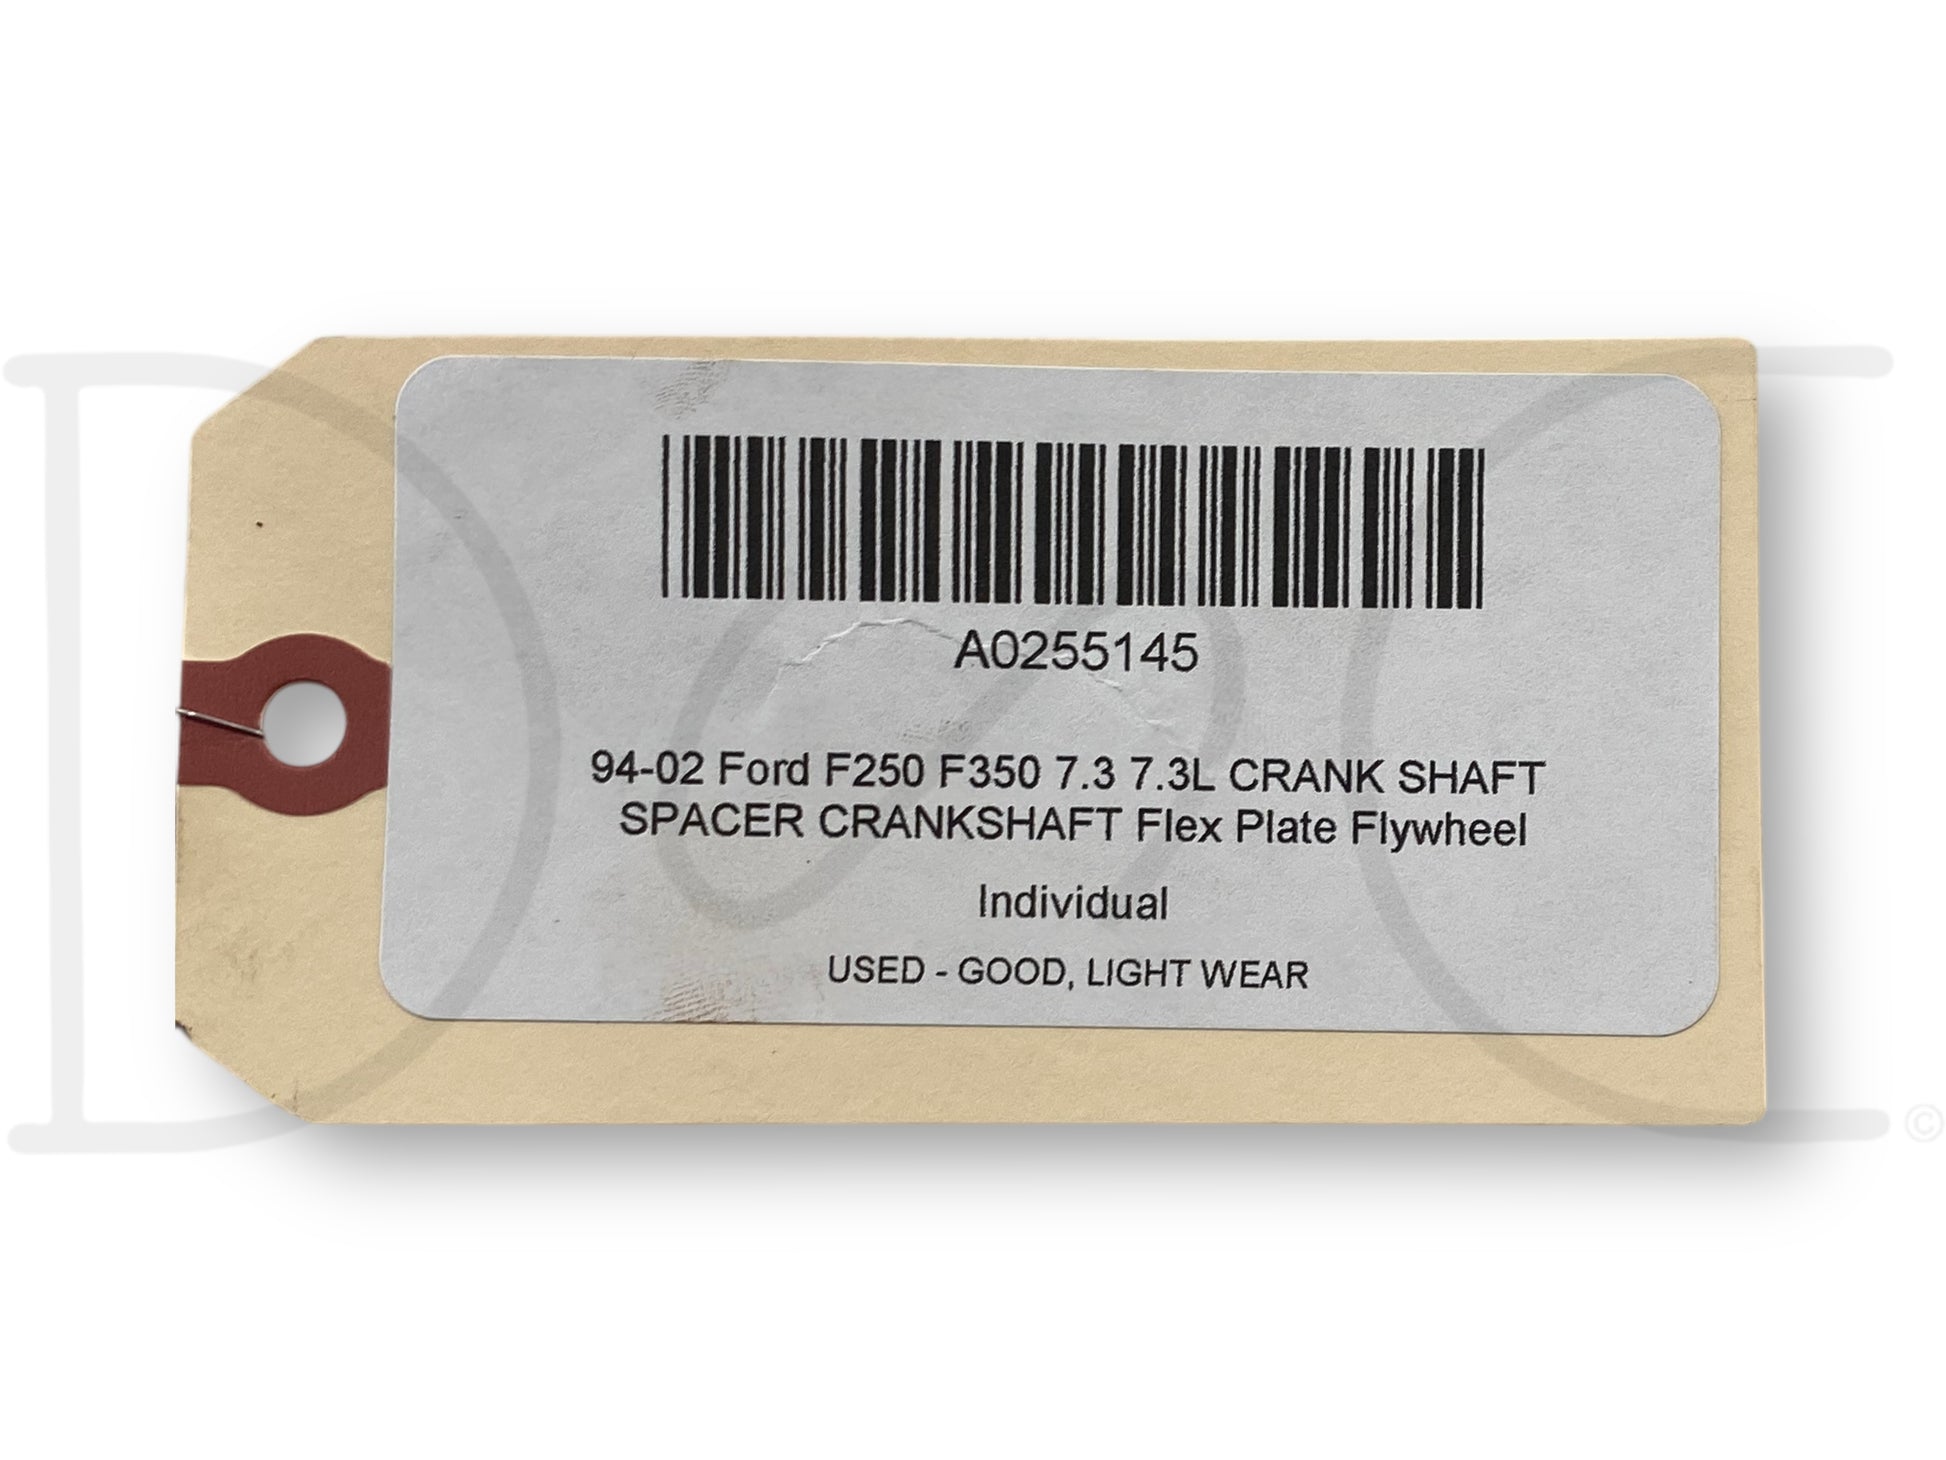 A0255145
94-02 Ford F250 F350 7.3 7.3L CRANK SHAFT
SPACER CRANKSHAFT Flex Plate Flywheel
Individual
USED - GOOD, LIGHT WEAR
©